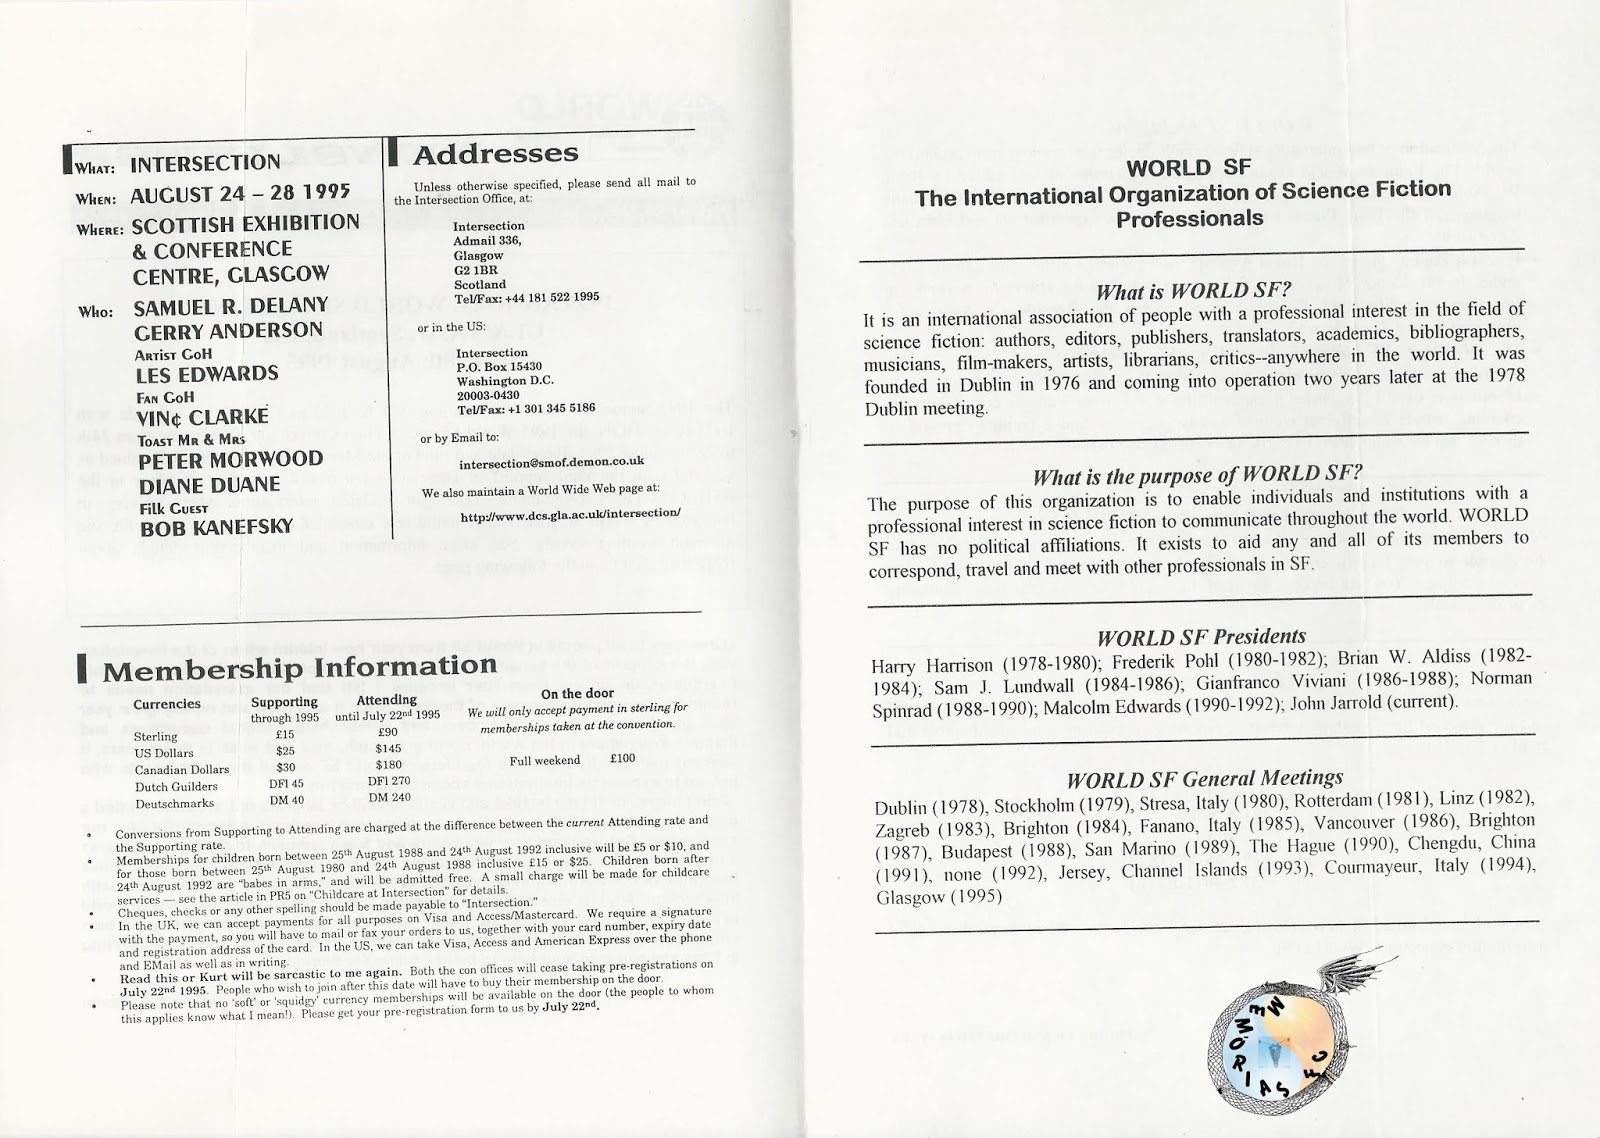 WHAT: INTERSECTION
WHEN: AUGUST 24 – 28 1995
WHERE: SCOTTISH EXHIBITION
& CONFERENCE
CENTRE, GLASGOW
WHO: SAMUEL R. DELANY
GERRY ANDERSON
ARTIST GOH
LES EDWARDS
FAN GOH
VIN¢ CLARKE
TOAST MR & MRS
PETER MORWOOD
DIANE DUANE
FILK GUEST
BOB KANEFSKY
Addresses
Unless otherwise specified, please send all mail to
the Intersection Office, at:
Intersection
Admail 336,
Glasgow
G2 1BR
Scotland
Tel/Fax: +44 181 522 1995
or in the US:
Intersection
P.O. Box 15430
Washington D.C.
20003-0430
Tel/Fax: +1 301 345 5186
or by Email to:
intersection@smof.demon.co.uk
We also maintain a World Wide Web page at:
http://www.dcs.gla.ac.uk/intersection/
Membership Information
Currencies Supporting Attending On the door
through 1995 until July 22nd 1995 We will only accept payment in sterling for
memberships taken at the convention.
Sterling £15 £90
US Dollars $25 $145
Canadian Dollars $30 $180 Full weekend £100
Dutch Guilders DFl 45 DFl 270
Deutschmarks DM 40 DM 240
• Conversions from Supporting to Attending are charged at the difference between the current Attending rate and
the Supporting rate.
• Memberships for children born between 25th August 1988 and 24th August 1992 inclusive will be £5 or $10, and
for those born between 25th August 1980 and 24th August 1988 inclusive £15 or $25. Children born after
24th August 1992 are "babes in arms," and will be admitted free. A small charge will be made for childcare
services — see the article in PR5 on "Childcare at Intersection" for details.
• Cheques, checks or any other spelling should be made payable to "Intersection."
• In the UK, we can accept payments for all purposes on Visa and Access/Mastercard. We require a signature
with the payment, so you will have to mail or fax your orders to us, together with your card number, expiry date
and registration address of the card. In the US, we can take Visa, Access and American Express over the phone
and EMail as well as in writing.
• Read this or Kurt will be sarcastic to me again. Both the con offices will cease taking pre-registrations on
July 22nd 1995. People who wish to join after this date will have to buy their membership on the door.
• Please note that no 'soft' or 'squidgy' currency memberships will be available on the door (the people to whom
this applies know what I mean!). Please get your pre-registration form to us by July 22nd.
WORLD SF
The International Organization of Science Fiction
Professionals
What is WORLD SF?
It is an international association of people with a professional interest in the field of
science fiction: authors, editors, publishers, translators, academics, bibliographers,
musicians, film-makers, artists, librarians, critics--anywhere in the world. It was
founded in Dublin in 1976 and coming into operation two years later at the 1978
Dublin meeting.
What is the purpose of WORLD SF?
The purpose of this organization is to enable individuals and institutions with a
professional interest in science fiction to communicate throughout the world. WORLD
SF has no political affiliations. It exists to aid any and all of its members to
correspond, travel and meet with other professionals in SF.
WORLD SF Presidents
Harry Harrison (1978-1980); Frederik Pohl (1980-1982); Brian W. Aldiss (1982-
1984); Sam J. Lundwall (1984-1986); Gianfranco Viviani (1986-1988); Norman
Spinrad (1988-1990); Malcolm Edwards (1990-1992); John Jarrold (current).
WORLD SF General Meetings
Dublin (1978), Stockholm (1979), Stresa, Italy (1980), Rotterdam (1981), Linz (1982),
Zagreb (1983), Brighton (1984), Fanano, Italy (1985), Vancouver (1986), Brighton
(1987), Budapest (1988), San Marino (1989), The Hague (1990), Chengdu, China
(1991), none (1992), Jersey, Channel Islands (1993), Courmayeur, Italy (1994),
Glasgow (1995)
MEMÓRIAS